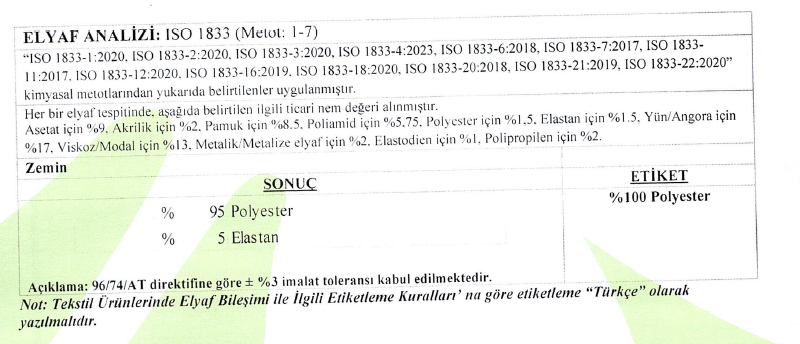 ELYAF ANALİZİ: ISO 1833 (Metot: 1-7)
“ISO 1833-1:2020, ISO 1833-2:2020, ISO 1833-3:2020, ISO 1833-4:2023, ISO 1833-6:2018, ISO 1833-7:2017, ISO 1833-
11:2017, ISO 1833-12:2020, ISO 1833-16:2019, ISO 1833-18:2020, ISO 1833-20:2018, ISO 1833-21:2019, ISO 1833-22:2020”
kimyasal metotlarından yukarıda belirtilenler uygulanmıştır.
Her bir elyaf tespitinde, aşağıda belirtilen ilgili ticari nem değeri alınmıştır.
Asetat için %9, Akrilik için %2, Pamuk için %8.5, Poliamid için %5,75, Polyester için %1,5, Elastan için %1.5, Yün/Angora için
%17, Viskoz/Modal için %13, Metalik/Metalize elyaf için %2, Elastodien için %1, Polipropilen için %2.
Zemin
SONUÇ
ETİKET
% 95 Polyester
%100 Polyester
% 5 Elastan
Açıklama: 96/74/AT direktifine göre ± %3 imalat toleransı kabul edilmektedir.
Not: Tekstil Ürünlerinde Elyaf Bileşimi ile İlgili Etiketleme Kuralları’ na göre etiketleme “Türkçe” olarak
yazılmalıdır.